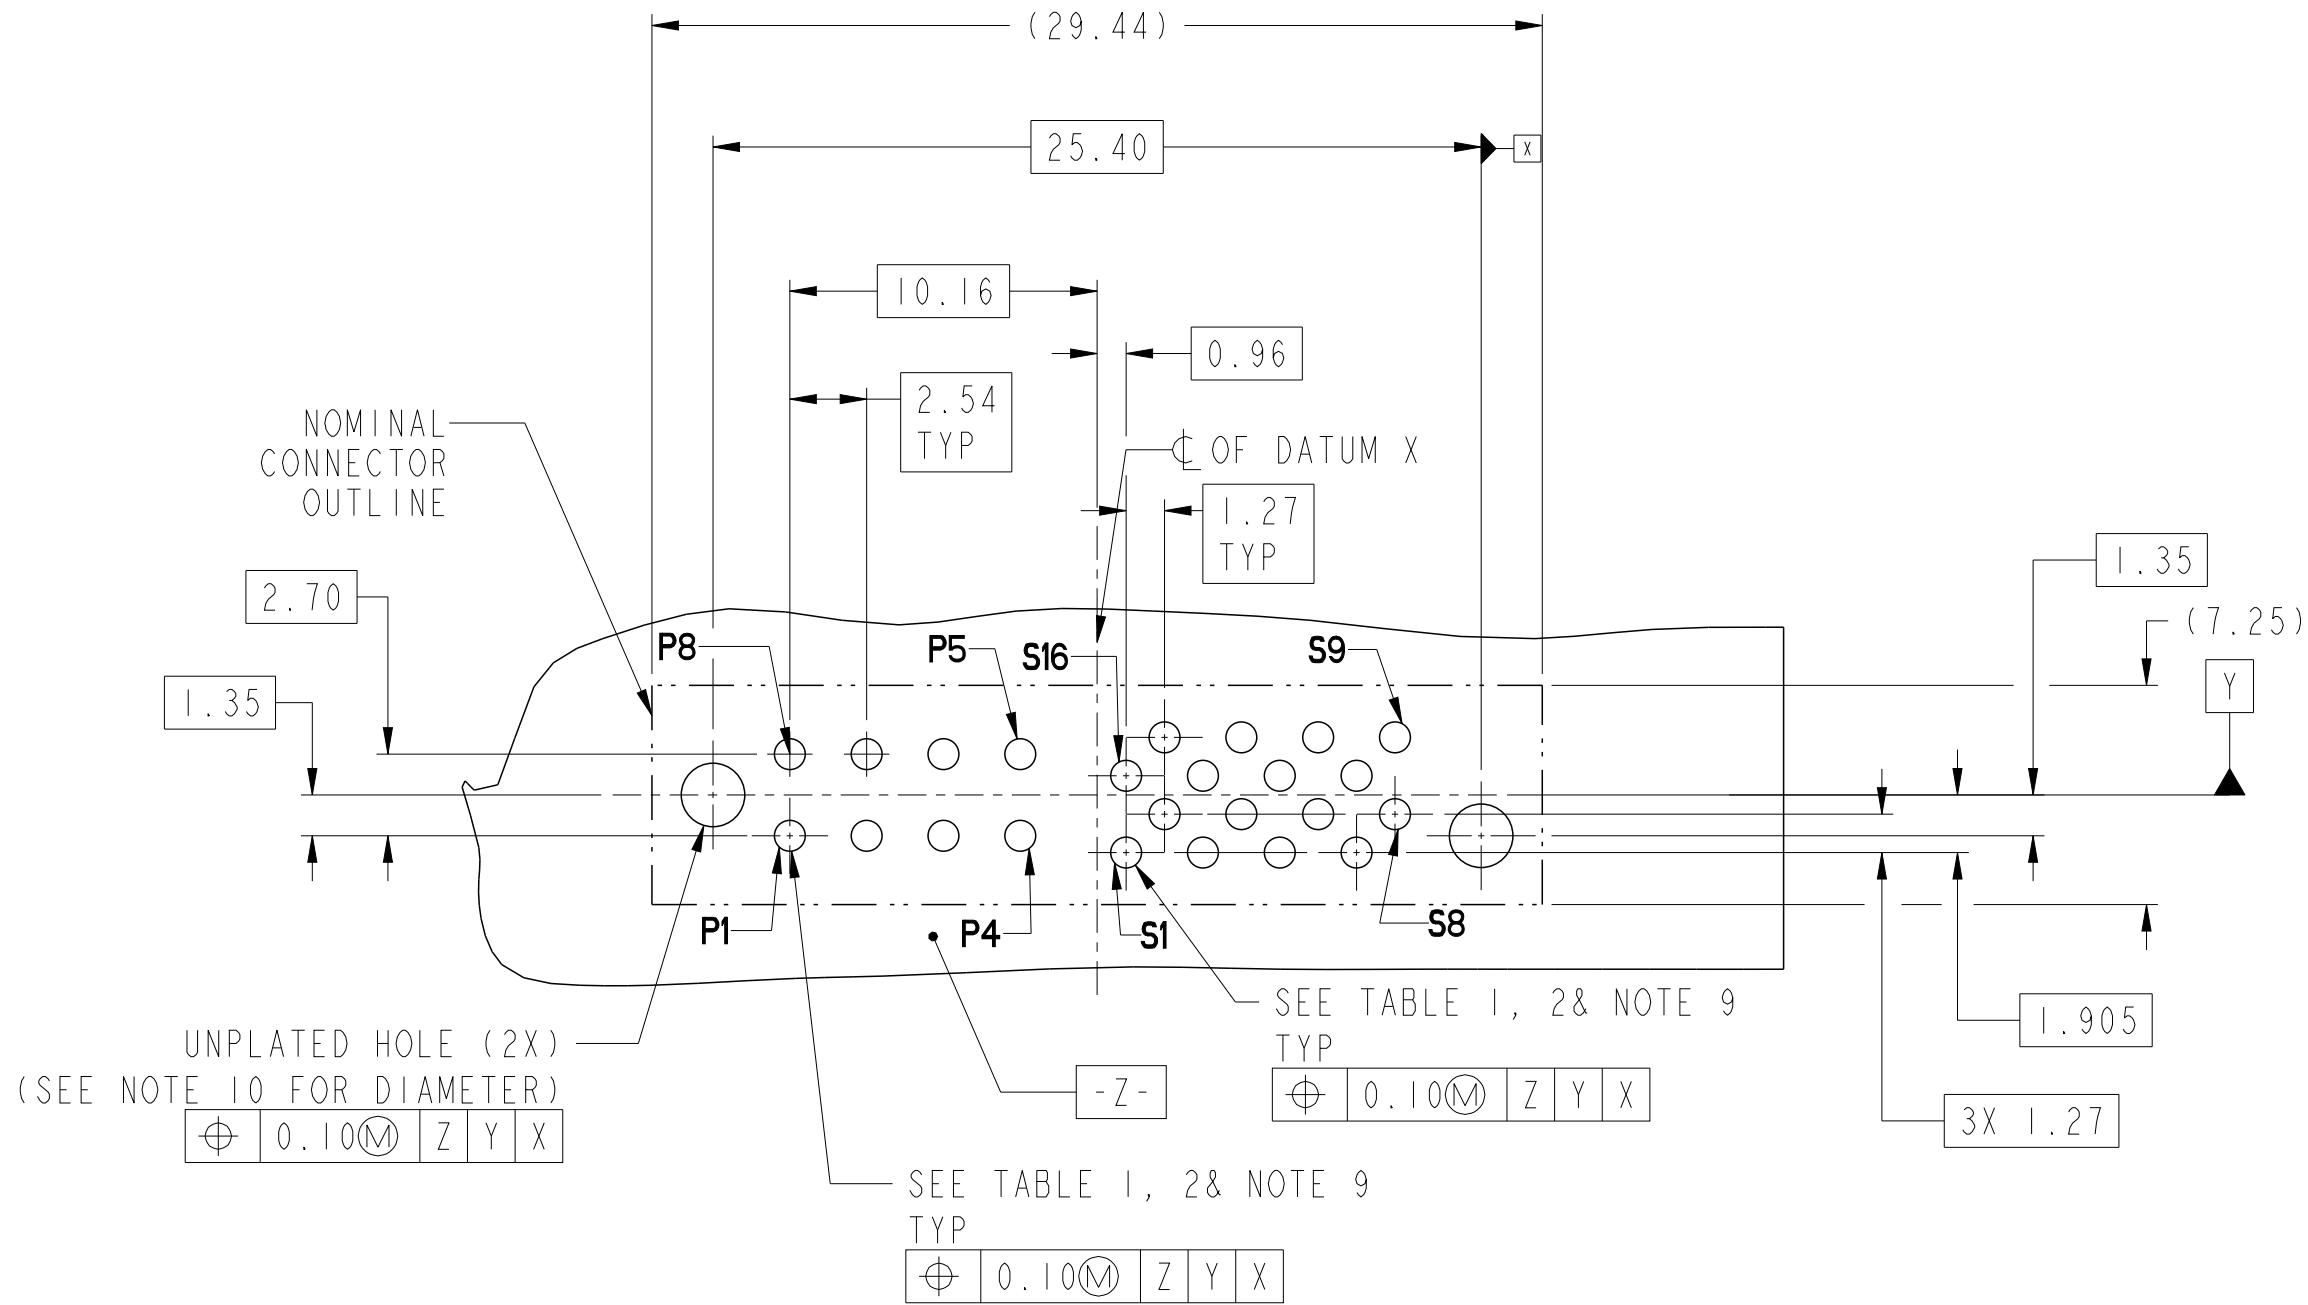 (29.44)
25.40
X
10.16
0.96
2.54
TYP
NOMINAL
CONNECTOR
OUTLINE
℄ OF DATUM X
1.27
TYP
1.35
2.70
(7.25)
P8
P5
S16
S9
Y
1.35
P1
P4
S1
S8
SEE TABLE 1, 2& NOTE 9
TYP
⌖ 0.10Ⓜ Z Y X
1.905
UNPLATED HOLE (2X)
(SEE NOTE 10 FOR DIAMETER)
⌖ 0.10Ⓜ Z Y X
-Z-
3X 1.27
SEE TABLE 1, 2& NOTE 9
TYP
⌖ 0.10Ⓜ Z Y X